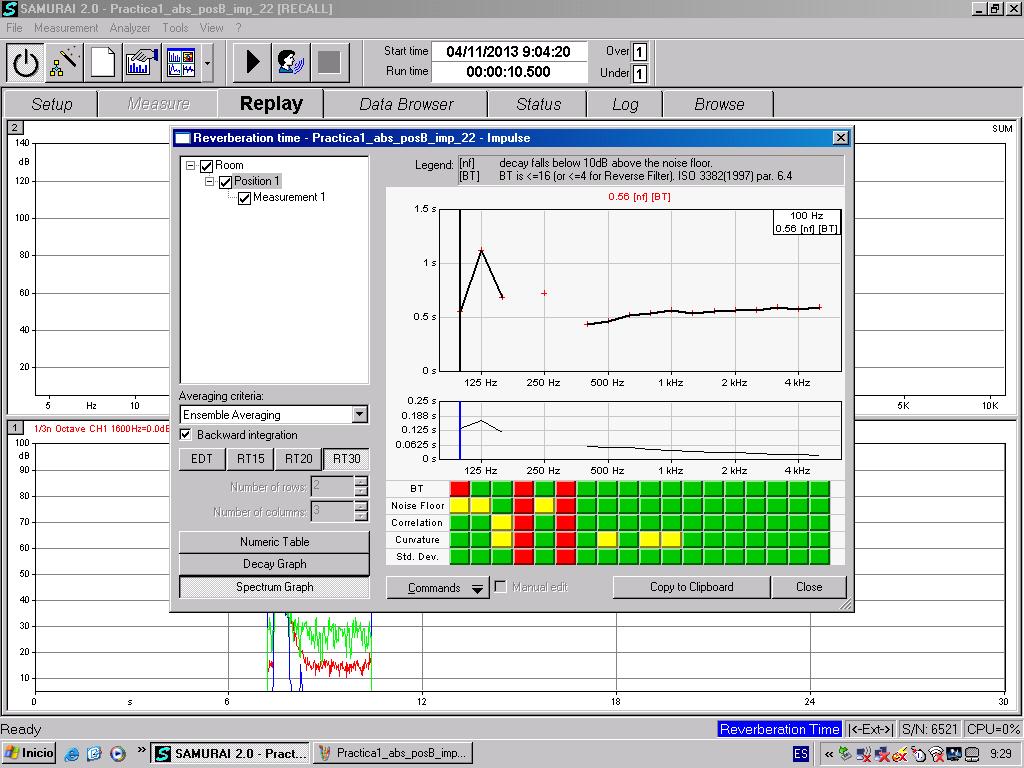 SAMURAI 2.0 - Practica1_abs_posB_imp_22 [RECALL]
File Measurement Analyzer Tools View ?
Start time 04/11/2013 9:04:20 Over 1
Run time 00:00:10.500 Under 1
Setup Measure Replay Data Browser Status Log Browse
2
SUM
140
dB
120
100
80
60
40
20
5 Hz 10
5K 10K
Reverberation time - Practica1_abs_posB_imp_22 - Impulse
Room
Position 1
Measurement 1
Legend: [nf] decay falls below 10dB above the noise floor.
[BT] BT is <=16 (or <=4 for Reverse Filter). ISO 3382(1997) par. 6.4
0.56 [nf] [BT]
100 Hz
0.56 [nf] [BT]
1.5 s
1 s
0.5 s
0 s
125 Hz 250 Hz 500 Hz 1 kHz 2 kHz 4 kHz
0.25 s
0.188 s
0.125 s
0.0625 s
0 s
125 Hz 250 Hz 500 Hz 1 kHz 2 kHz 4 kHz
BT
Noise Floor
Correlation
Curvature
Std. Dev.
Averaging criteria:
Ensemble Averaging
Backward integration
EDT RT15 RT20 RT30
Number of rows: 2
Number of columns: 3
Numeric Table
Decay Graph
Spectrum Graph
Commands Manual edit Copy to Clipboard Close
1 1/3n Octave CH1 1600Hz=0.0dB
100
dB
90
80
70
60
50
40
30
20
10
0 s 6 12 18 24 30
Ready Reverberation Time |<-Ext->| S/N: 6521 CPU=0%
Inicio » SAMURAI 2.0 - Pract... Practica1_abs_posB_imp... ES « 9:29